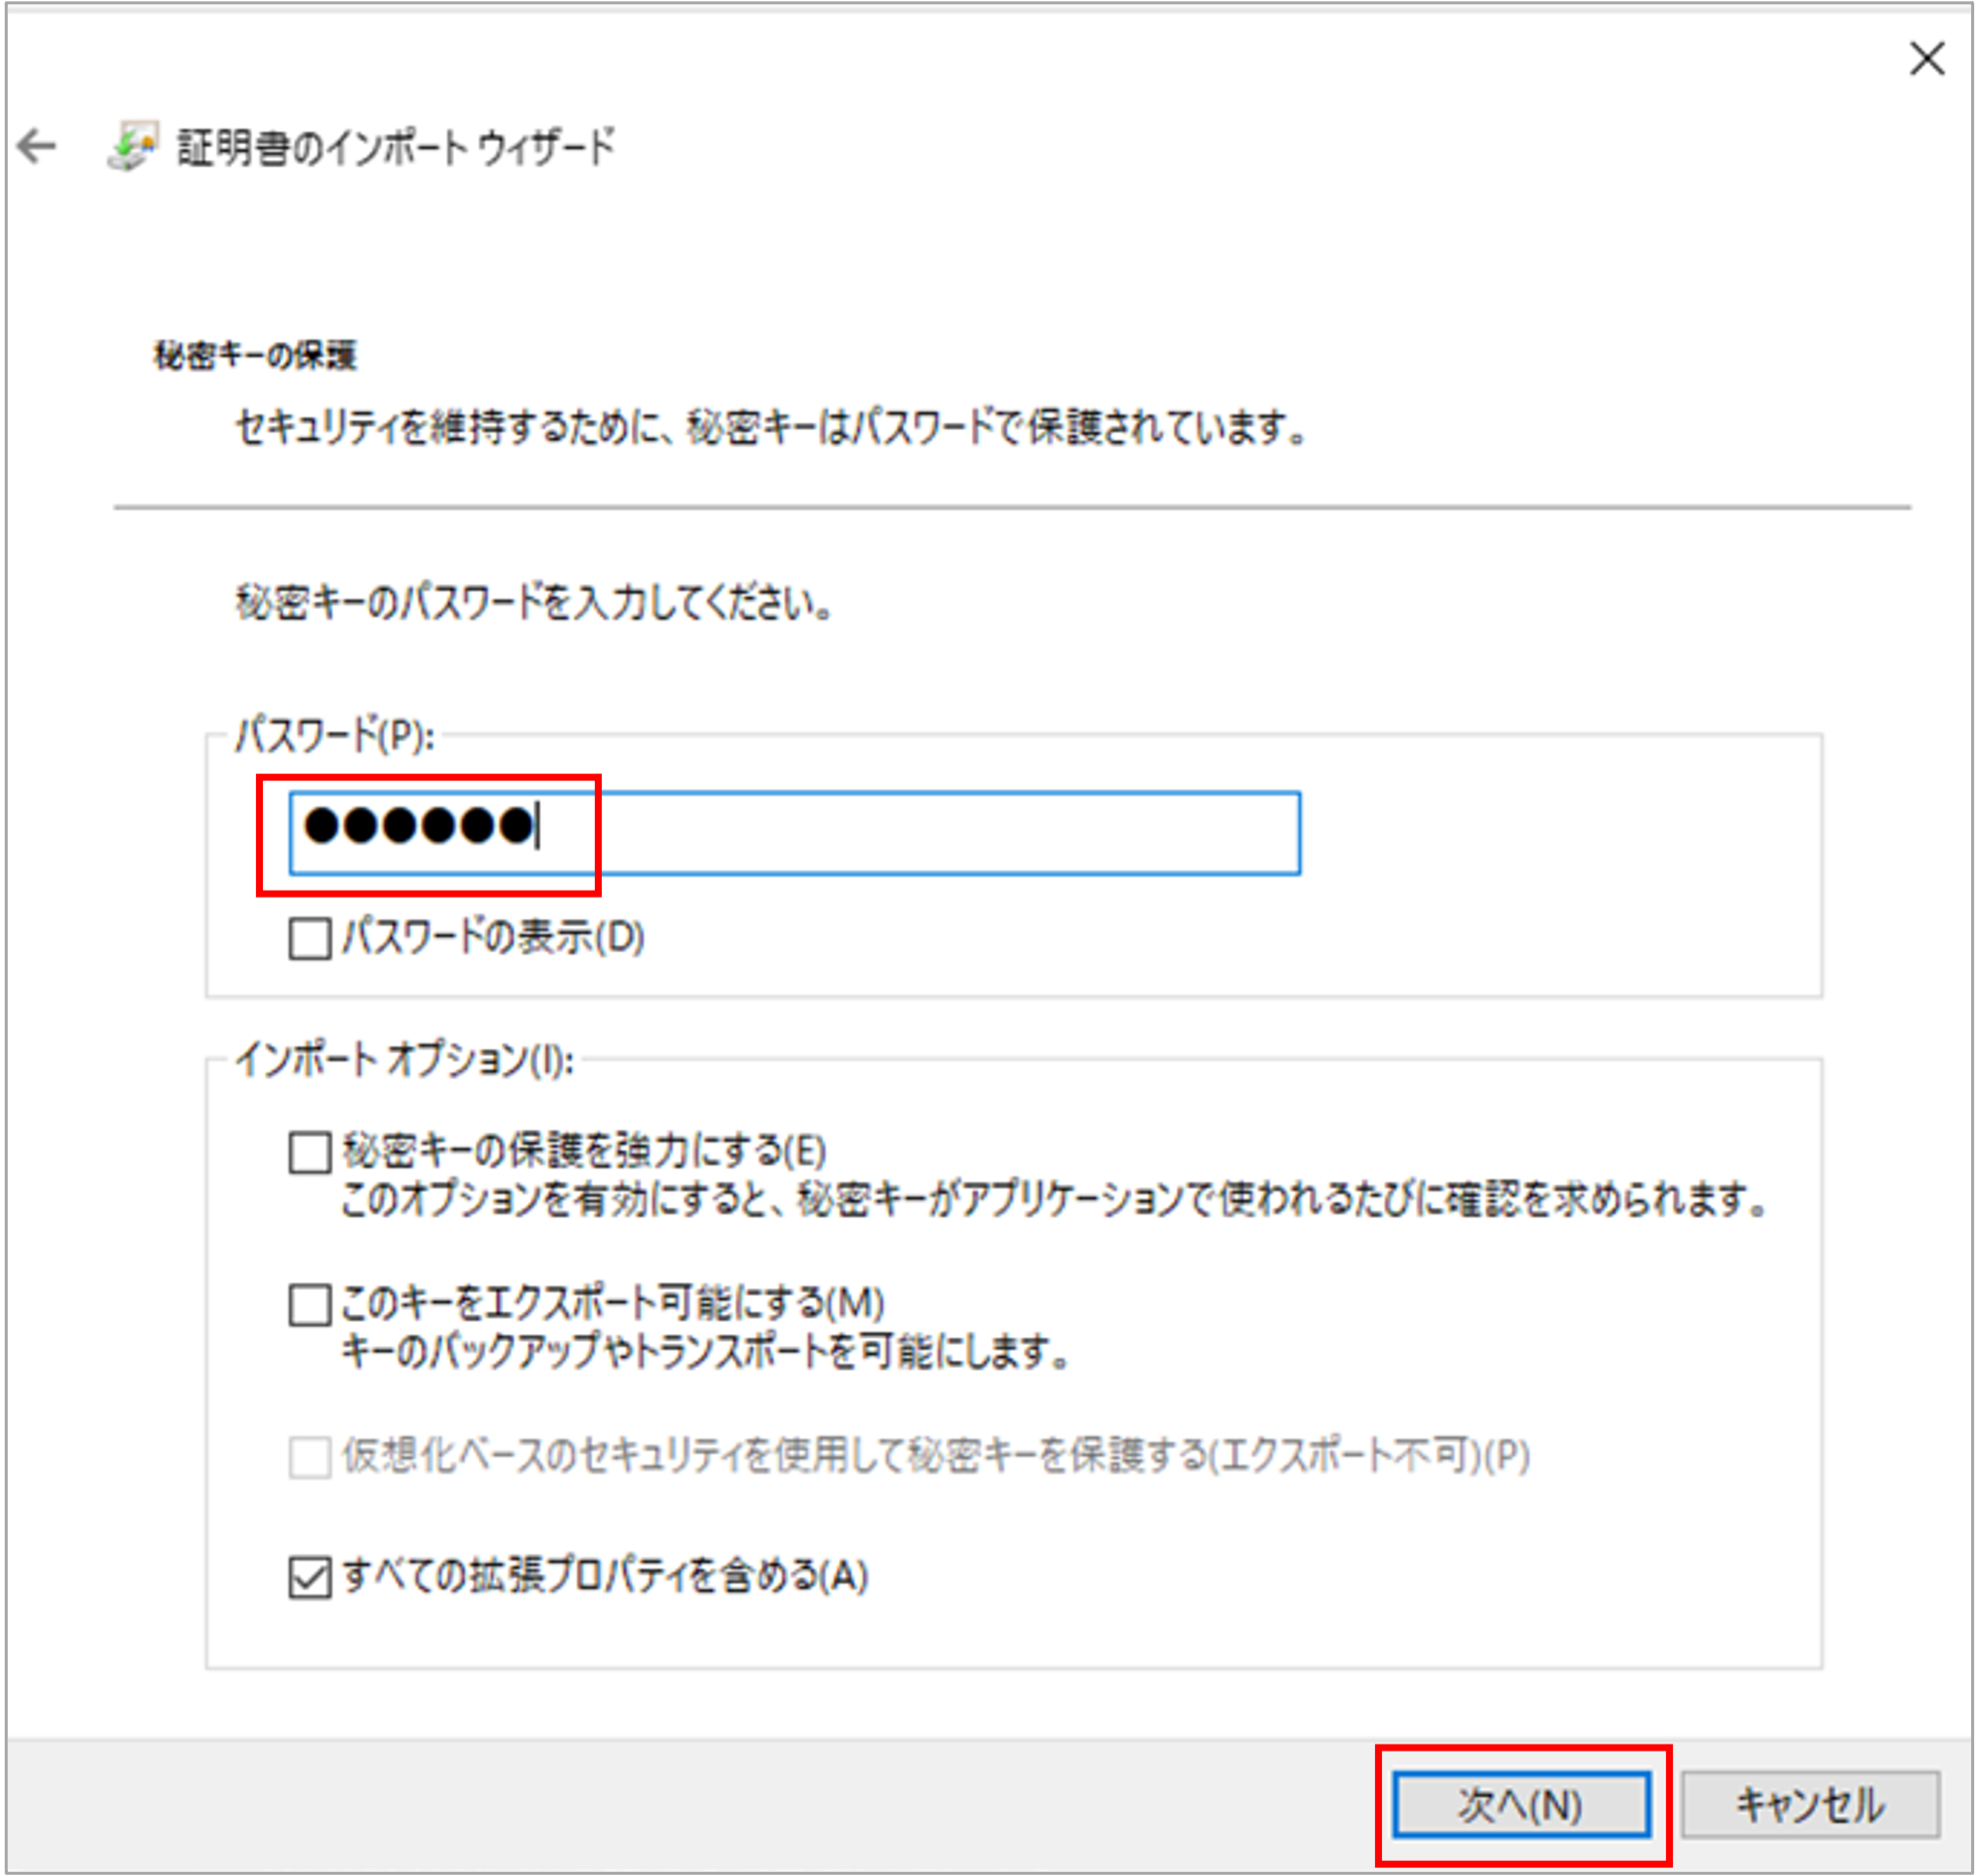 証明書のインポート ウィザード
秘密キーの保護
セキュリティを維持するために、秘密キーはパスワードで保護されています。
秘密キーのパスワードを入力してください。
パスワード(P):
●●●●●●
パスワードの表示(D)
インポート オプション(I):
秘密キーの保護を強力にする(E)
このオプションを有効にすると、秘密キーがアプリケーションで使われるたびに確認を求められます。
このキーをエクスポート可能にする(M)
キーのバックアップやトランスポートを可能にします。
仮想化ベースのセキュリティを使用して秘密キーを保護する(エクスポート不可)(P)
すべての拡張プロパティを含める(A)
次へ(N)
キャンセル